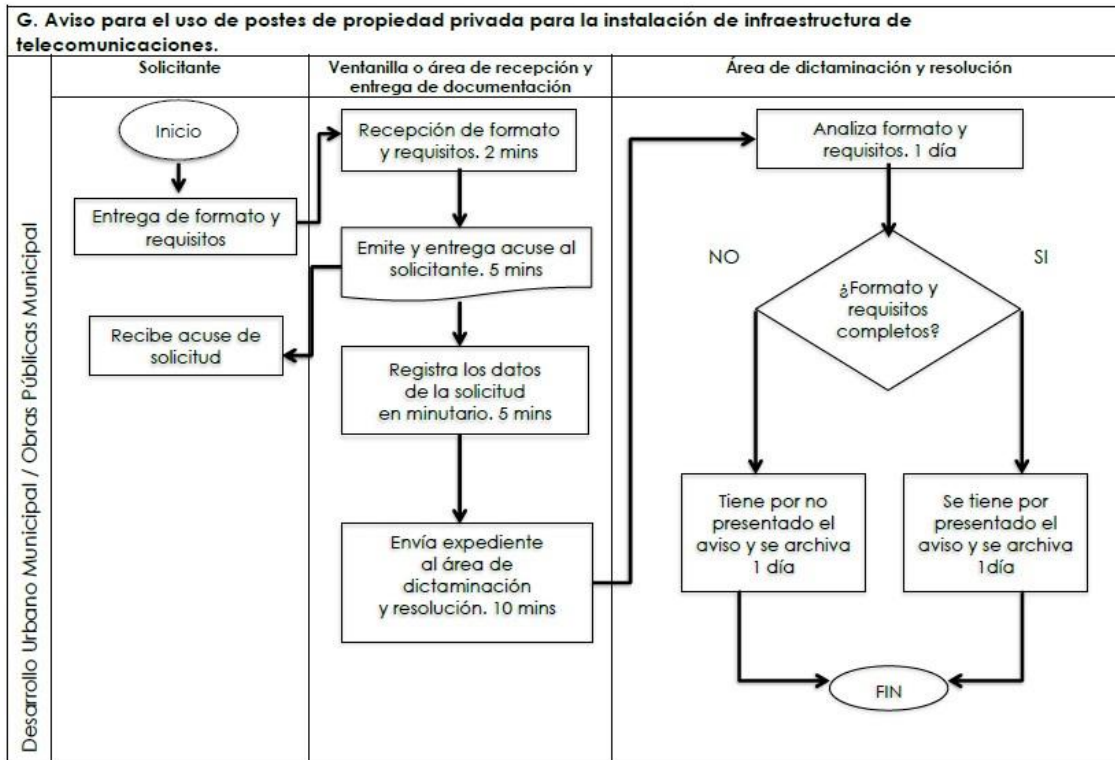 G. Aviso para el uso de postes de propiedad privada para la instalación de infraestructura de
telecomunicaciones.
Solicitante
Ventanilla o área de recepción y
entrega de documentación
Área de dictaminación y resolución
Desarrollo Urbano Municipal / Obras Públicas Municipal
Inicio
Entrega de formato y
requisitos
Recepción de formato
y requisitos. 2 mins
Emite y entrega acuse al
solicitante. 5 mins
Recibe acuse de
solicitud
Registra los datos
de la solicitud
en minutario. 5 mins
Envía expediente
al área de
dictaminación
y resolución. 10 mins
Analiza formato y
requisitos. 1 día
¿Formato y
requisitos
completos?
NO
SI
Tiene por no
presentado el
aviso y se archiva
1 día
Se tiene por
presentado el
aviso y se archiva
1día
FIN